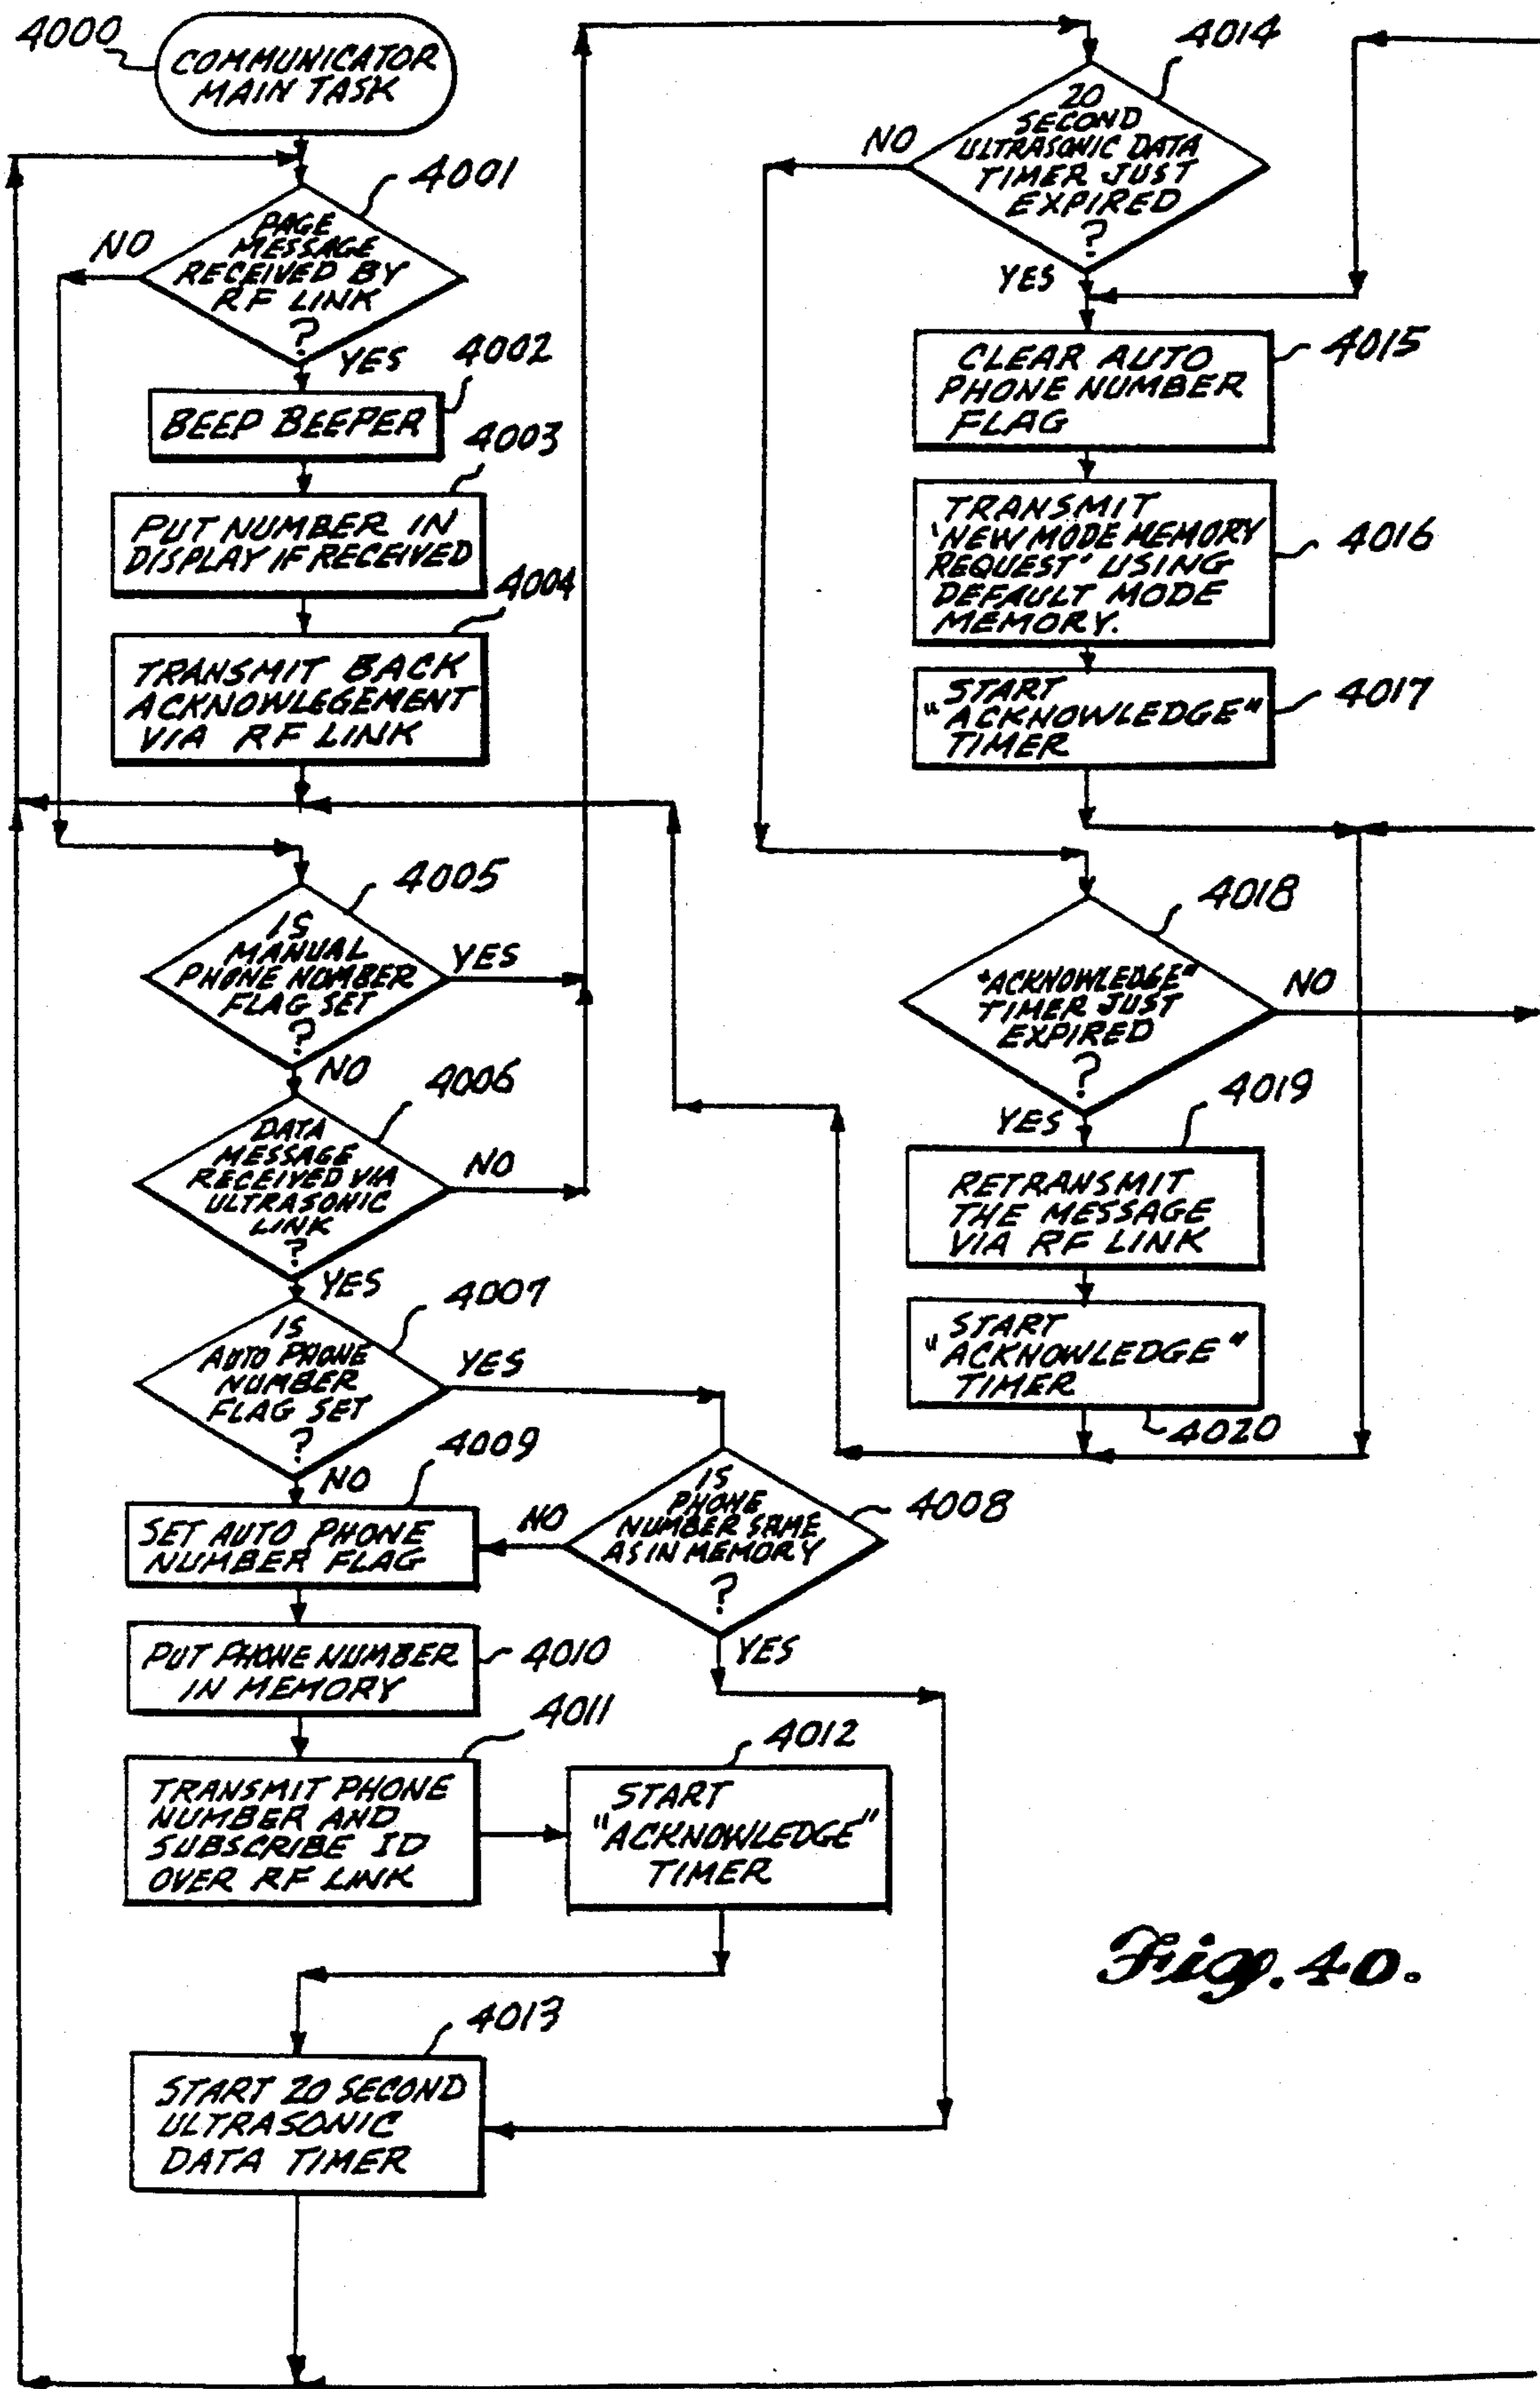 4000
COMMUNICATOR
MAIN TASK
4001
PAGE
MESSAGE
RECEIVED BY
RF LINK
?
NO
YES
4002
BEEP BEEPER
4003
PUT NUMBER IN
DISPLAY IF RECEIVED
4004
TRANSMIT BACK
ACKNOWLEGEMENT
VIA RF LINK
4005
IS
MANUAL
PHONE NUMBER
FLAG SET
?
YES
NO
4006
DATA
MESSAGE
RECEIVED VIA
ULTRASONIC
LINK
?
NO
YES
4007
IS
AUTO PHONE
NUMBER
FLAG SET
?
YES
NO
4008
IS
PHONE
NUMBER SAME
AS IN MEMORY
?
NO
YES
4009
SET AUTO PHONE
NUMBER FLAG
4010
PUT PHONE NUMBER
IN MEMORY
4011
TRANSMIT PHONE
NUMBER AND
SUBSCRIBE ID
OVER RF LINK
4012
START
"ACKNOWLEDGE"
TIMER
4013
START 20 SECOND
ULTRASONIC
DATA TIMER
4014
20
SECOND
ULTRASONIC DATA
TIMER JUST
EXPIRED
?
NO
YES
4015
CLEAR AUTO
PHONE NUMBER
FLAG
4016
TRANSMIT
"NEW MODE MEMORY
REQUEST" USING
DEFAULT MODE
MEMORY.
4017
START
"ACKNOWLEDGE"
TIMER
4018
"ACKNOWLEDGE"
TIMER JUST
EXPIRED
?
NO
YES
4019
RETRANSMIT
THE MESSAGE
VIA RF LINK
START
"ACKNOWLEDGE"
TIMER
4020
Fig. 40.